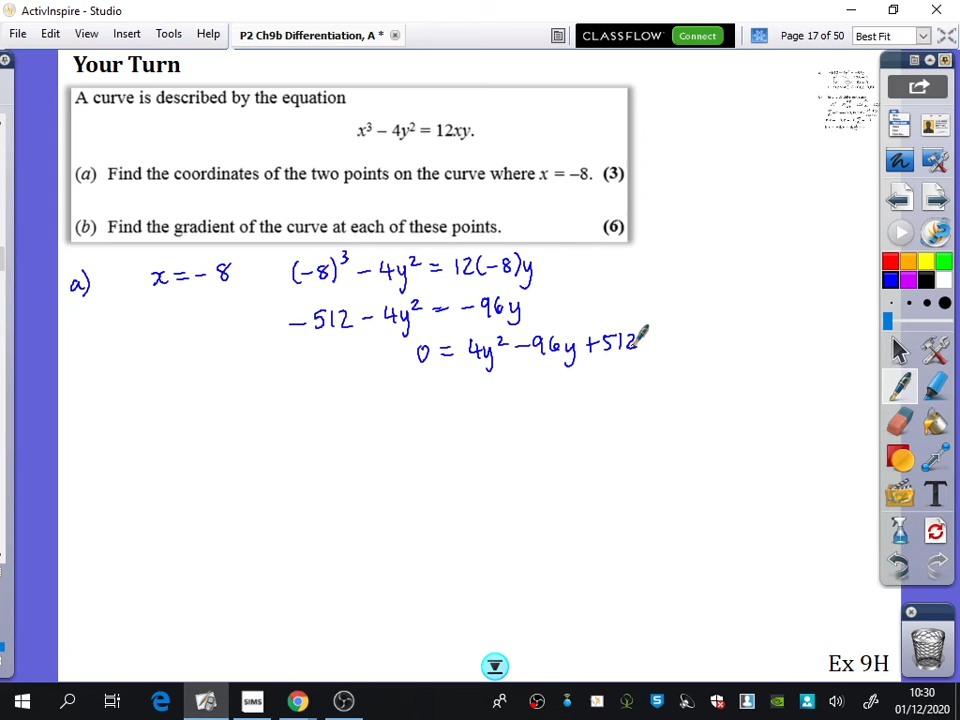 ActivInspire - Studio
File Edit View Insert Tools Help P2 Ch9b Differentiation, A * CLASSFLOW Connect Page 17 of 50 Best Fit
Your Turn
A curve is described by the equation
x³ – 4y² = 12xy.
(a) Find the coordinates of the two points on the curve where x = –8. (3)
(b) Find the gradient of the curve at each of these points. (6)
a) x = - 8 (-8)³ - 4y² = 12(-8)y
- 512 - 4y² = - 96y
0 = 4y² - 96y + 512
Ex 9H
SIMS
10:30
01/12/2020